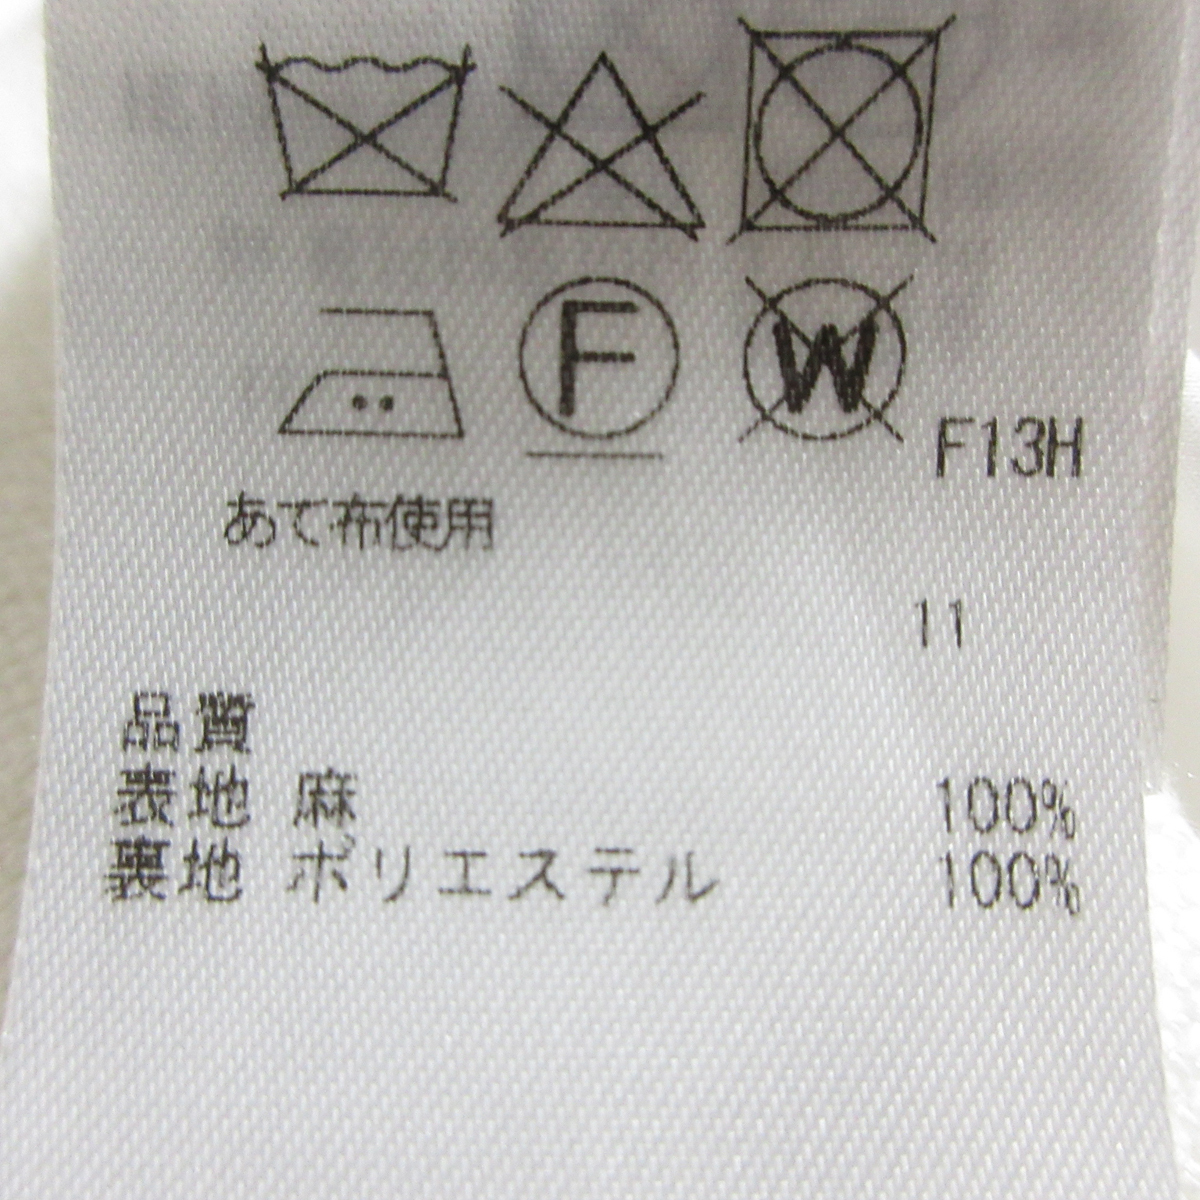 F W F13H
あて布使用
11
品質
表地 麻 100%
裏地 ポリエステル 100%